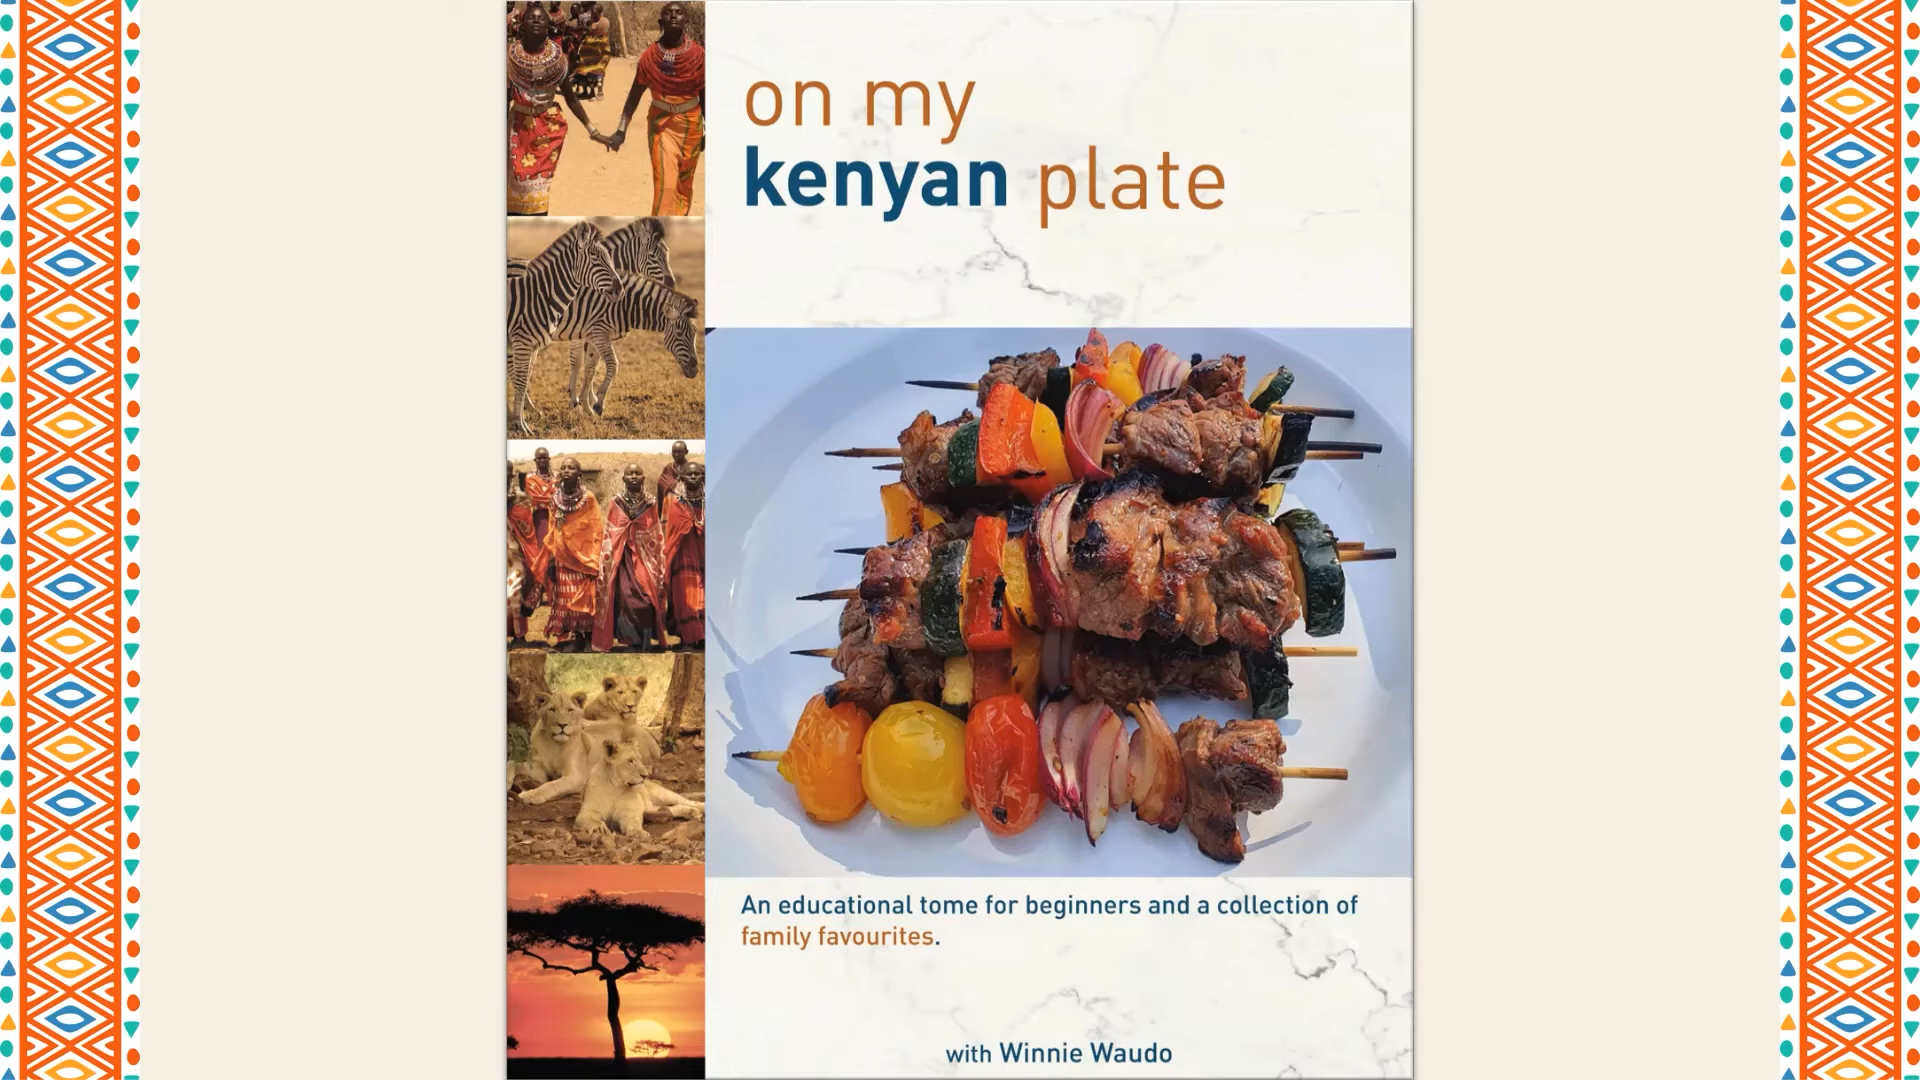 on my
kenyan plate
An educational tome for beginners and a collection of
family favourites.
with Winnie Waudo